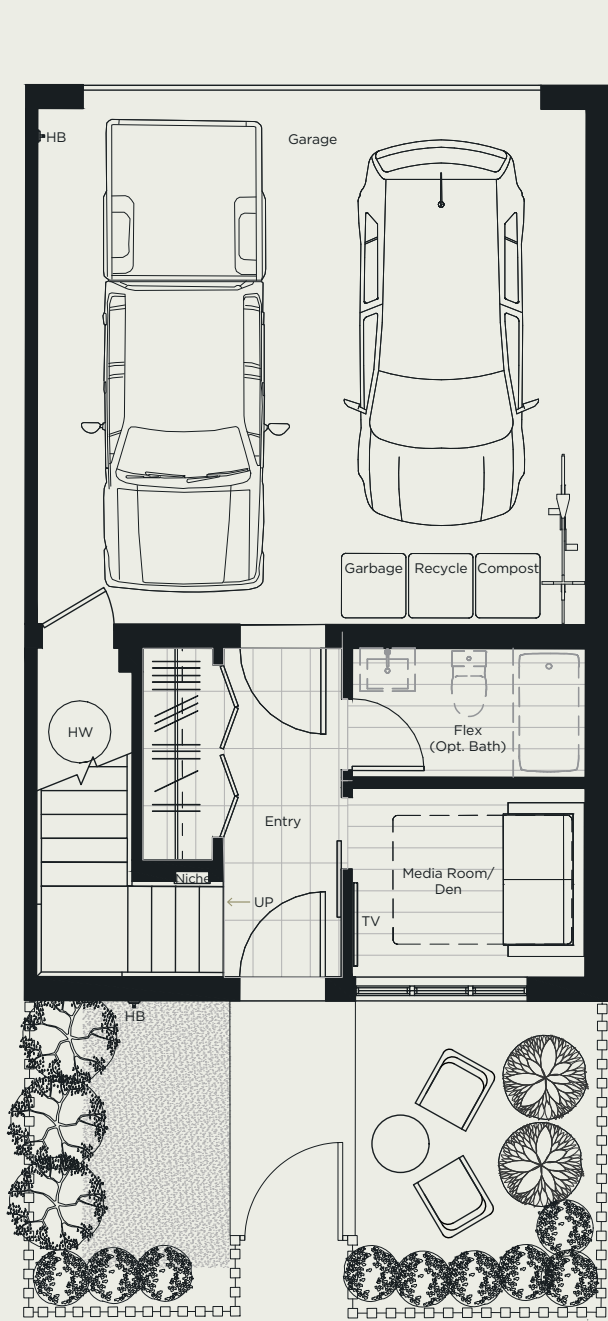 HB
Garage
Garbage
Recycle
Compost
HW
Flex
(Opt. Bath)
Entry
Media Room/
Den
Niche
UP
TV
HB